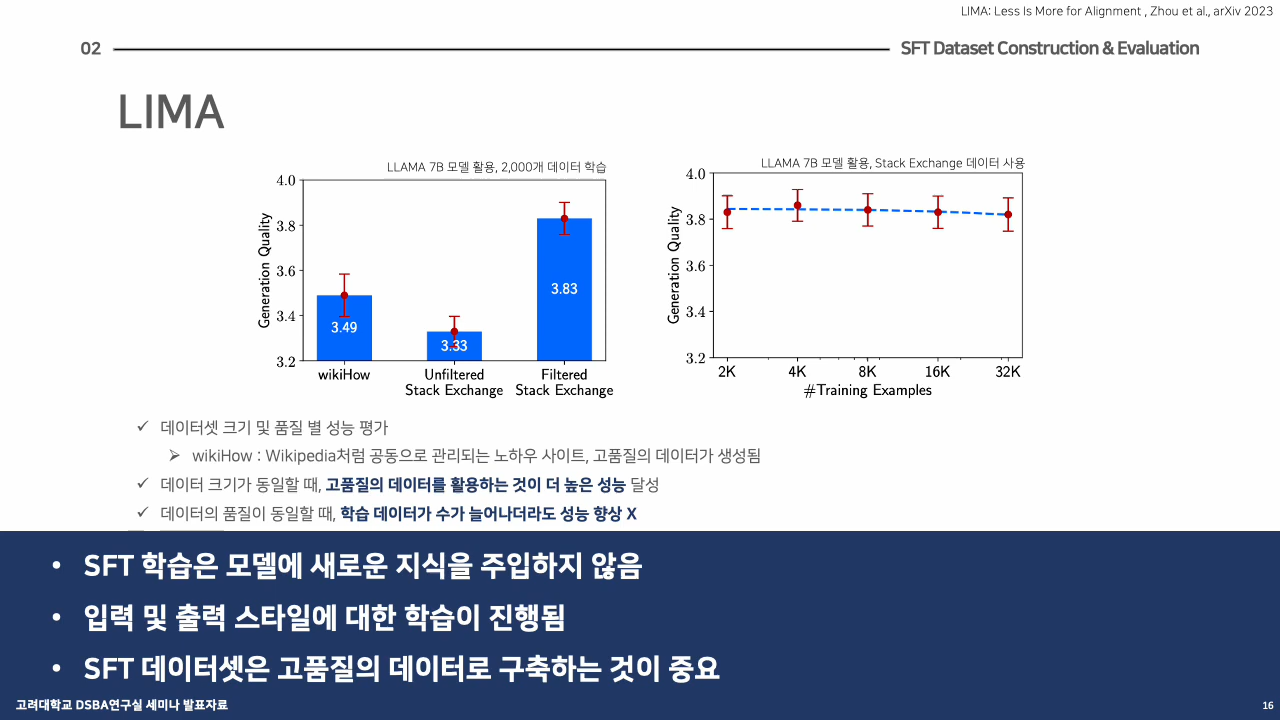 LIMA: Less Is More for Alignment , Zhou et al., arXiv 2023
02
SFT Dataset Construction & Evaluation
LIMA
LLAMA 7B 모델 활용, 2,000개 데이터 학습
4.0
3.8
3.6
3.4
3.2
Generation Quality
3.49
3.33
3.83
wikiHow
Unfiltered
Stack Exchange
Filtered
Stack Exchange
LLAMA 7B 모델 활용, Stack Exchange 데이터 사용
4.0
3.8
3.6
3.4
3.2
Generation Quality
2K
4K
8K
16K
32K
#Training Examples
✓ 데이터셋 크기 및 품질 별 성능 평가
➢ wikiHow : Wikipedia처럼 공동으로 관리되는 노하우 사이트, 고품질의 데이터가 생성됨
✓ 데이터 크기가 동일할 때, 고품질의 데이터를 활용하는 것이 더 높은 성능 달성
✓ 데이터의 품질이 동일할 때, 학습 데이터가 수가 늘어나더라도 성능 향상 X
• SFT 학습은 모델에 새로운 지식을 주입하지 않음
• 입력 및 출력 스타일에 대한 학습이 진행됨
• SFT 데이터셋은 고품질의 데이터로 구축하는 것이 중요
고려대학교 DSBA연구실 세미나 발표자료
16